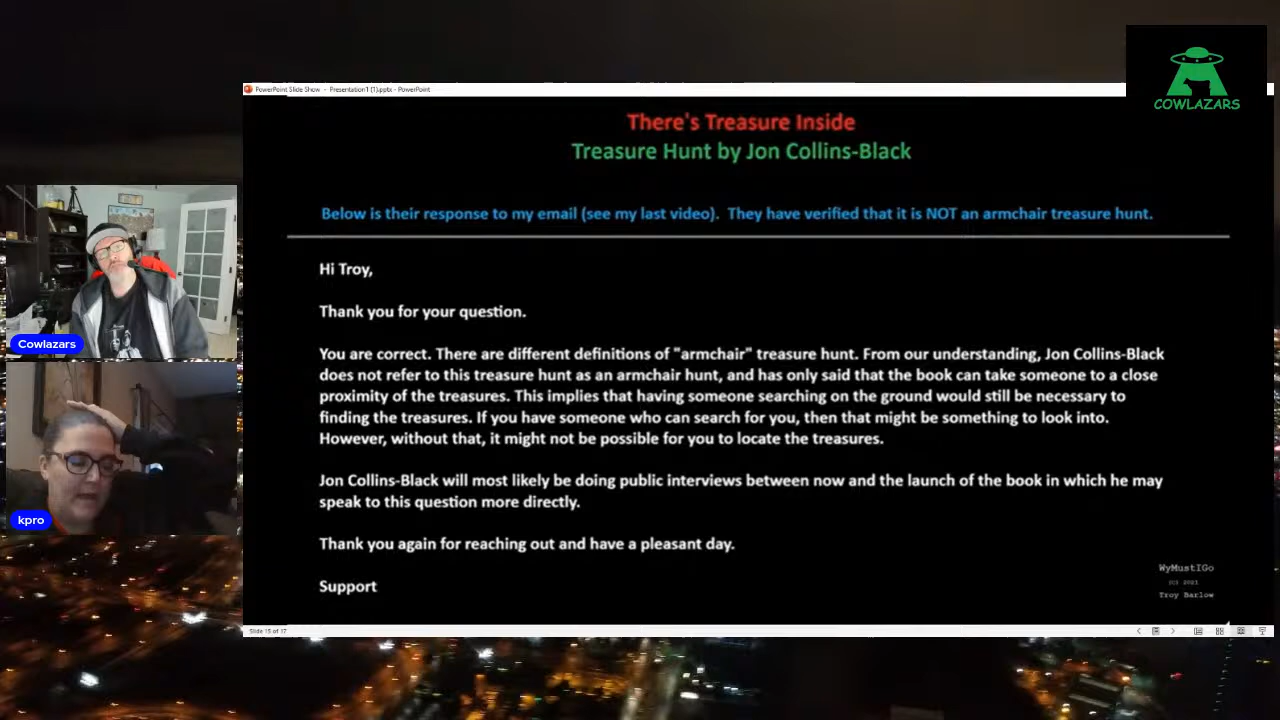 COWLAZARS
PowerPoint Slide Show - Presentation1 (1).pptx - PowerPoint
There's Treasure Inside
Treasure Hunt by Jon Collins-Black
Below is their response to my email (see my last video). They have verified that it is NOT an armchair treasure hunt.
Hi Troy,
Thank you for your question.
You are correct. There are different definitions of "armchair" treasure hunt. From our understanding, Jon Collins-Black
does not refer to this treasure hunt as an armchair hunt, and has only said that the book can take someone to a close
proximity of the treasures. This implies that having someone searching on the ground would still be necessary to
finding the treasures. If you have someone who can search for you, then that might be something to look into.
However, without that, it might not be possible for you to locate the treasures.
Jon Collins-Black will most likely be doing public interviews between now and the launch of the book in which he may
speak to this question more directly.
Thank you again for reaching out and have a pleasant day.
Support
WyMustIGo
(C) 2021
Troy Barlow
Slide 15 of 17
Cowlazars
kpro